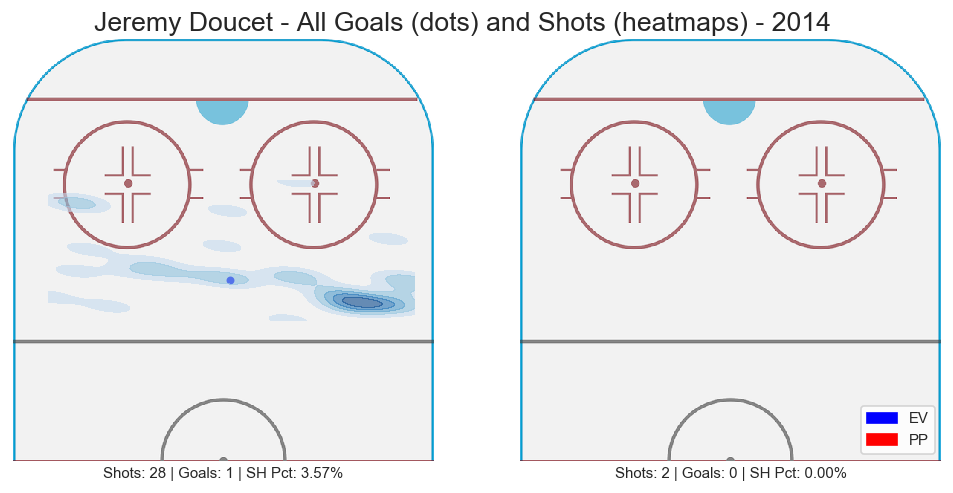 Jeremy Doucet - All Goals (dots) and Shots (heatmaps) - 2014
EV
PP
Shots: 28 | Goals: 1 | SH Pct: 3.57%
Shots: 2 | Goals: 0 | SH Pct: 0.00%